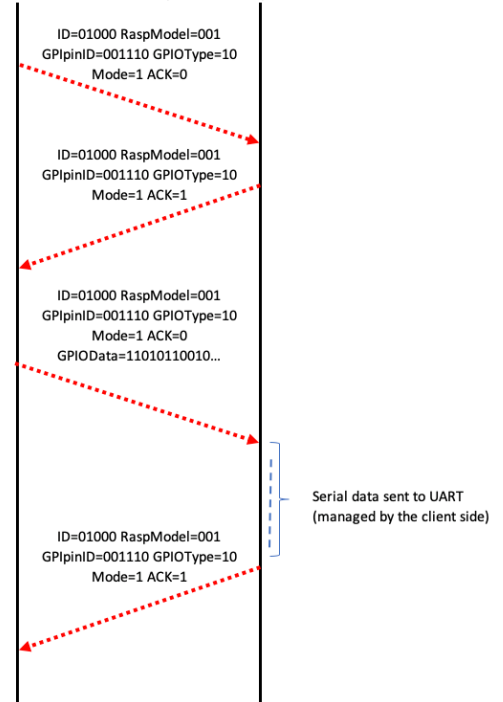 ID=01000 RaspModel=001
GPIpinID=001110 GPIOType=10
Mode=1 ACK=0
ID=01000 RaspModel=001
GPIpinID=001110 GPIOType=10
Mode=1 ACK=1
ID=01000 RaspModel=001
GPIpinID=001110 GPIOType=10
Mode=1 ACK=0
GPIOData=11010110010...
Serial data sent to UART
(managed by the client side)
ID=01000 RaspModel=001
GPIpinID=001110 GPIOType=10
Mode=1 ACK=1